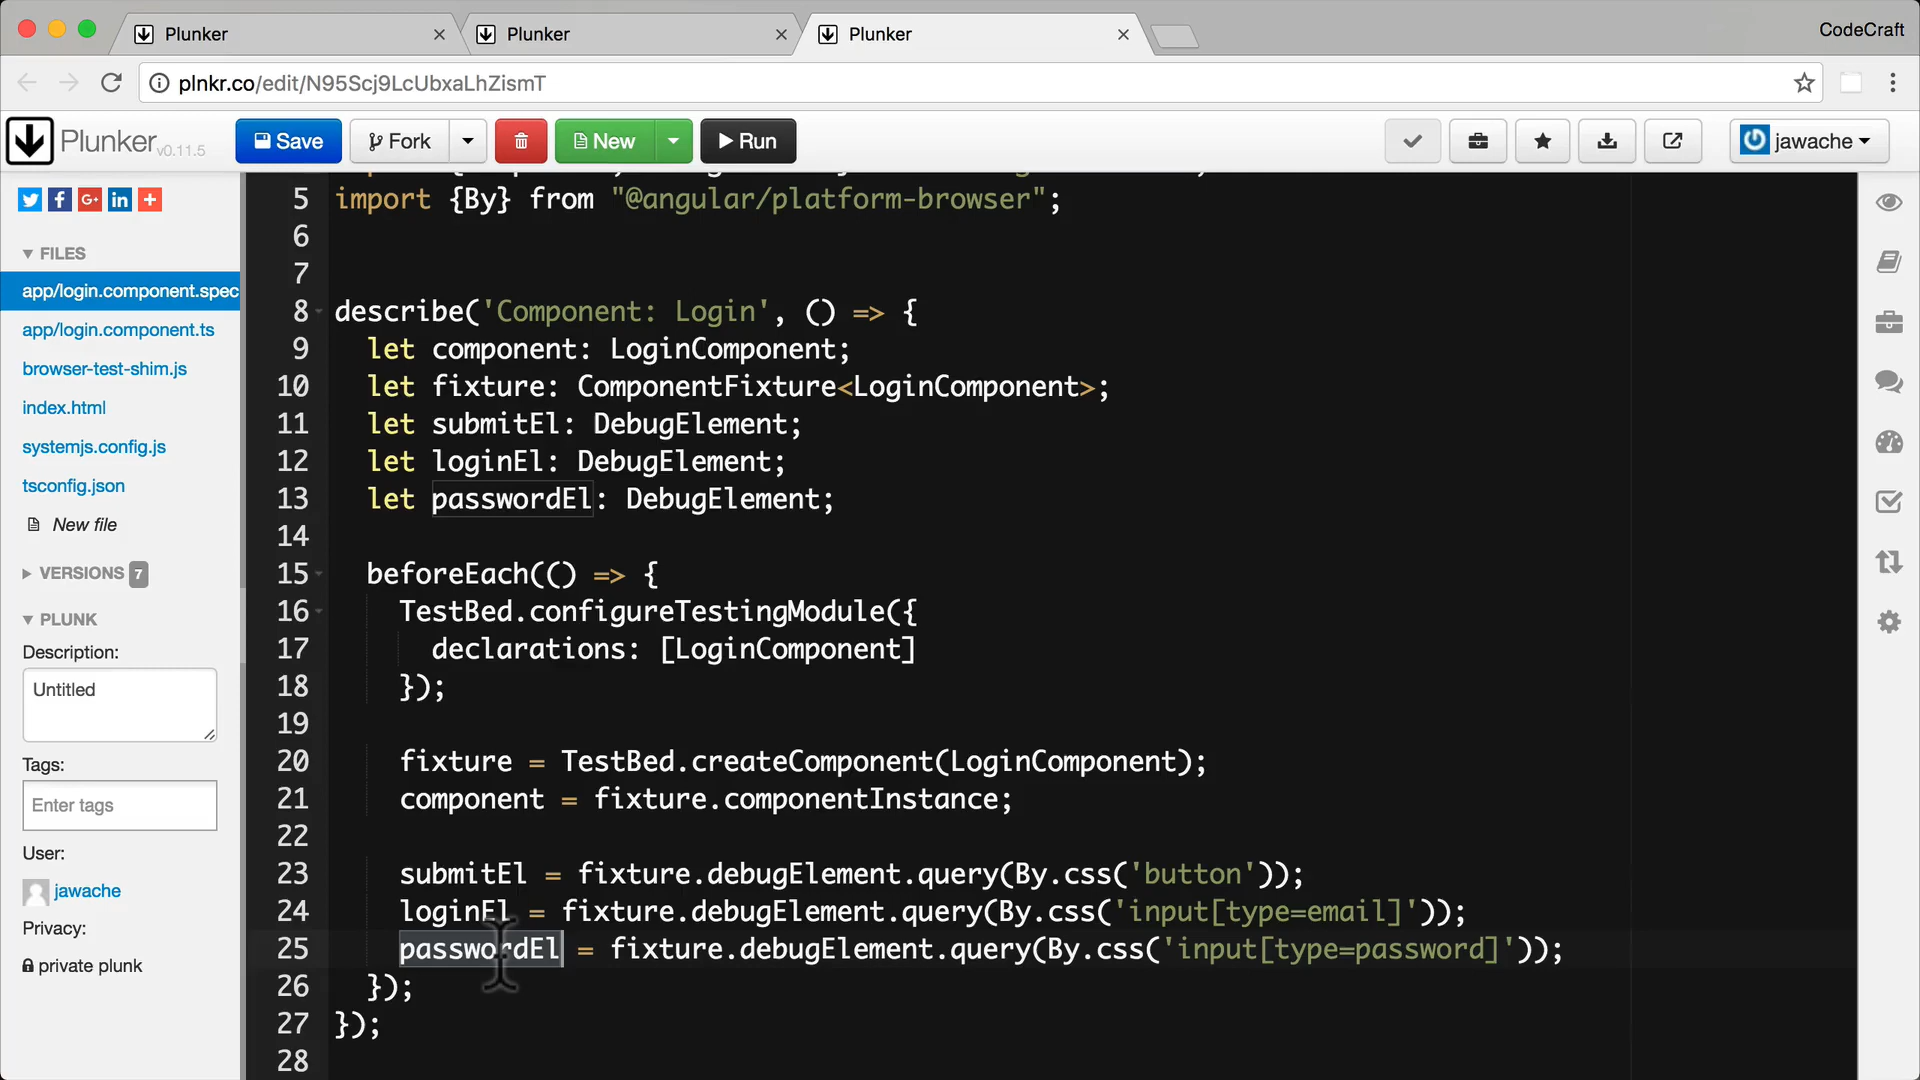 Plunker
Plunker
Plunker
CodeCraft
plnkr.co/edit/N95Scj9LcUbxaLhZismT
Plunker v0.11.5
Save
Fork
New
Run
jawache
FILES
app/login.component.spec
app/login.component.ts
browser-test-shim.js
index.html
systemjs.config.js
tsconfig.json
New file
VERSIONS 7
PLUNK
Description:
Untitled
Tags:
Enter tags
User:
jawache
Privacy:
private plunk
5 import {By} from "@angular/platform-browser";
6
7
8 describe('Component: Login', () => {
9 let component: LoginComponent;
10 let fixture: ComponentFixture<LoginComponent>;
11 let submitEl: DebugElement;
12 let loginEl: DebugElement;
13 let passwordEl: DebugElement;
14
15 beforeEach(() => {
16 TestBed.configureTestingModule({
17 declarations: [LoginComponent]
18 });
19
20 fixture = TestBed.createComponent(LoginComponent);
21 component = fixture.componentInstance;
22
23 submitEl = fixture.debugElement.query(By.css('button'));
24 loginEl = fixture.debugElement.query(By.css('input[type=email]'));
25 passwordEl = fixture.debugElement.query(By.css('input[type=password]'));
26 });
27 });
28